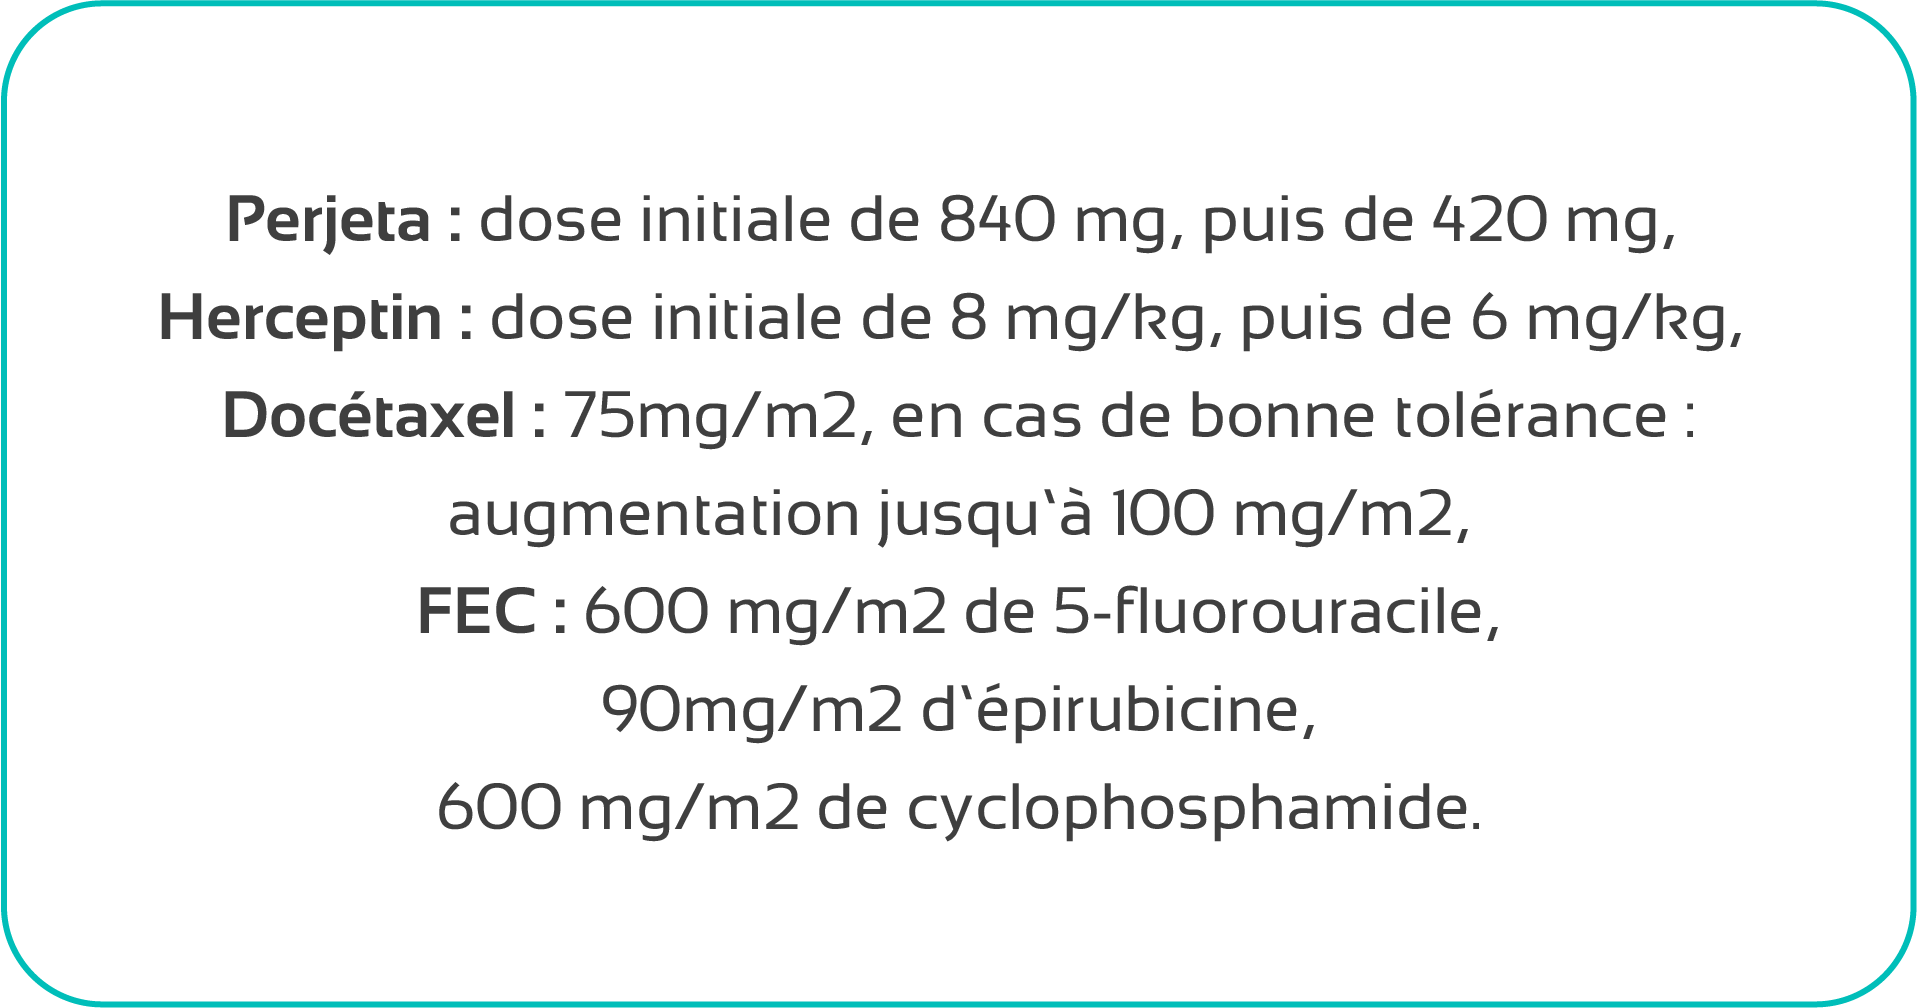 Perjeta : dose initiale de 840 mg, puis de 420 mg,
Herceptin : dose initiale de 8 mg/kg, puis de 6 mg/kg,
Docétaxel : 75mg/m2, en cas de bonne tolérance :
augmentation jusqu‛à 100 mg/m2,
FEC : 600 mg/m2 de 5-fluorouracile,
90mg/m2 d‛épirubicine,
600 mg/m2 de cyclophosphamide.